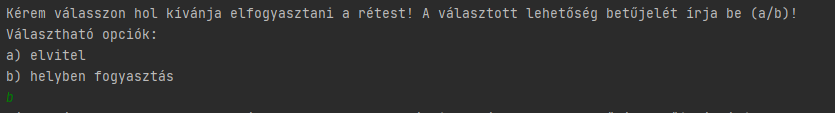 Kérem válasszon hol kívánja elfogyasztani a rétest! A választott lehetőség betűjelét írja be (a/b)!
Választható opciók:
a) elvitel
b) helyben fogyasztás
b